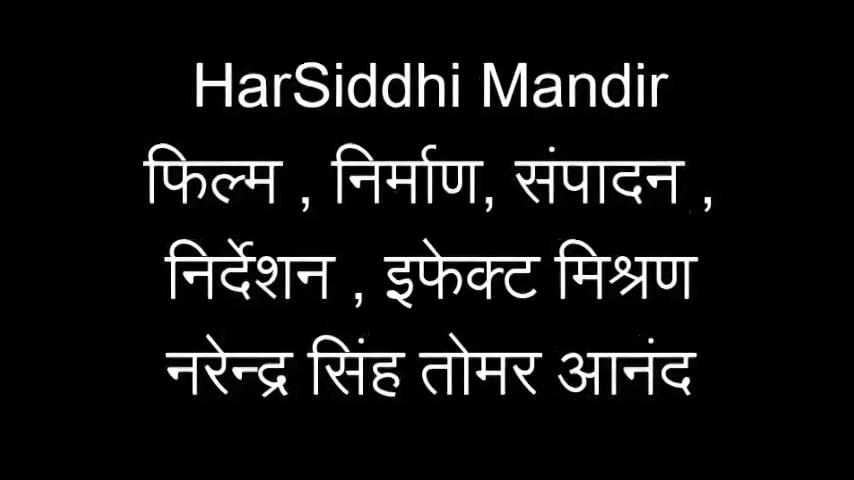 HarSiddhi Mandir
फिल्म , निर्माण, संपादन ,
निर्देशन , इफेक्ट मिश्रण
नरेन्द्र सिंह तोमर आनंद